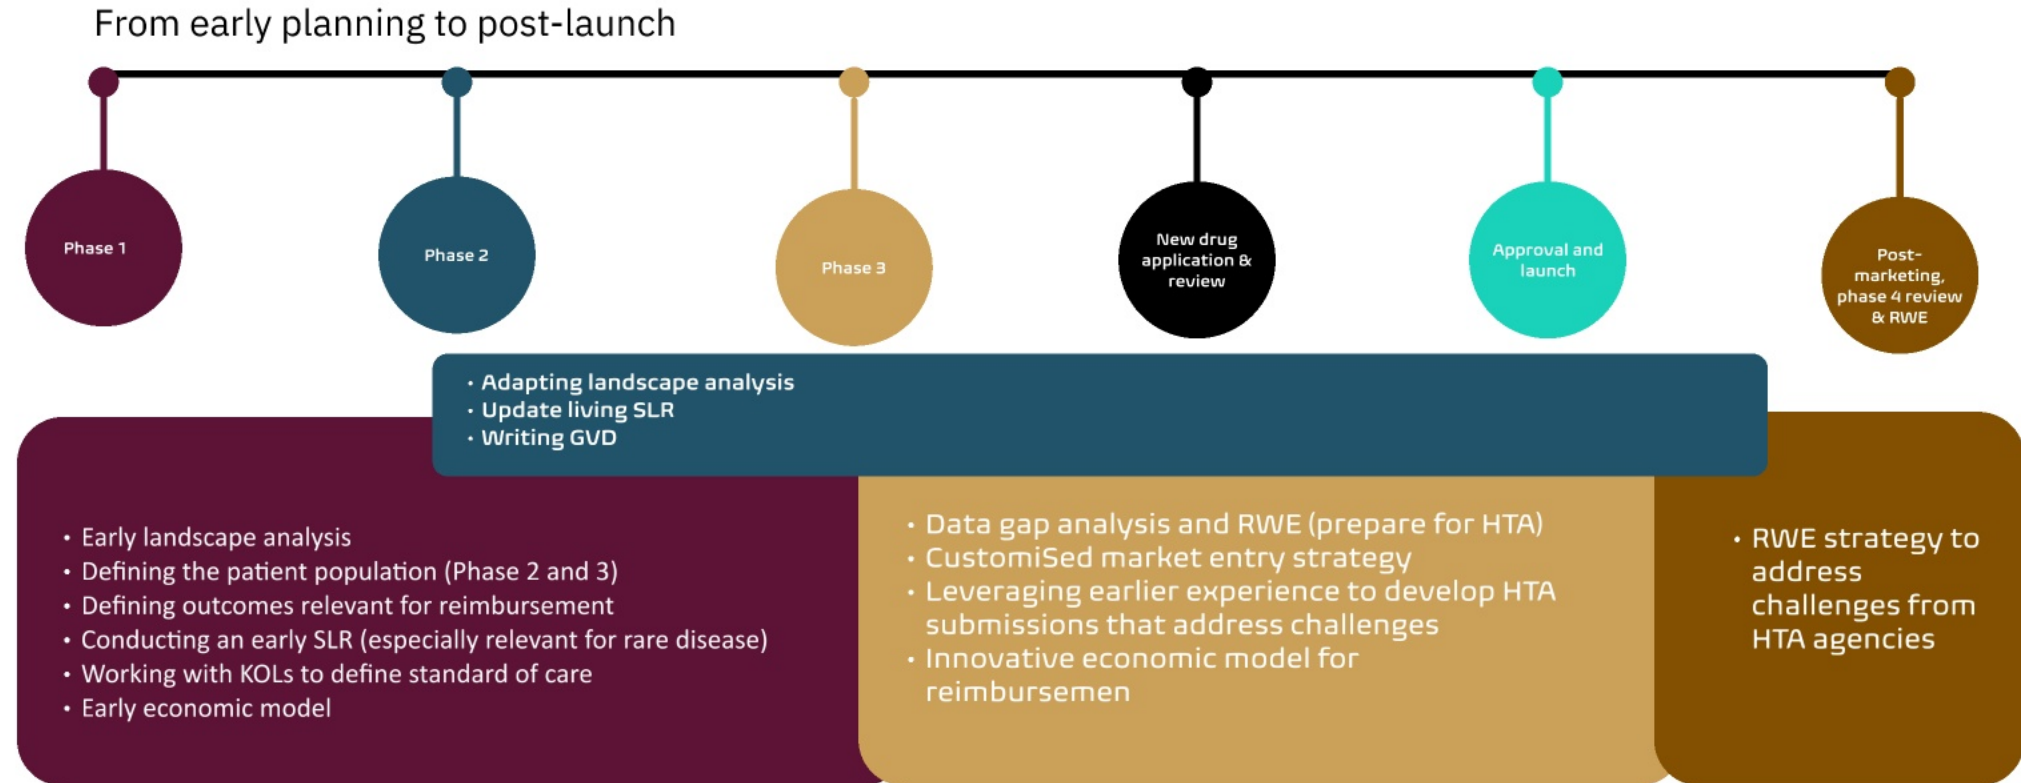 From early planning to post-launch
Phase 1
Phase 2
Phase 3
New drug
application &
review
Approval and
launch
Post-
marketing,
phase 4 review
& RWE
• Adapting landscape analysis
• Update living SLR
• Writing GVD
• Early landscape analysis
• Defining the patient population (Phase 2 and 3)
• Defining outcomes relevant for reimbursement
• Conducting an early SLR (especially relevant for rare disease)
• Working with KOLs to define standard of care
• Early economic model
• Data gap analysis and RWE (prepare for HTA)
• CustomiSed market entry strategy
• Leveraging earlier experience to develop HTA
submissions that address challenges
• Innovative economic model for
reimbursemen
• RWE strategy to
address
challenges from
HTA agencies